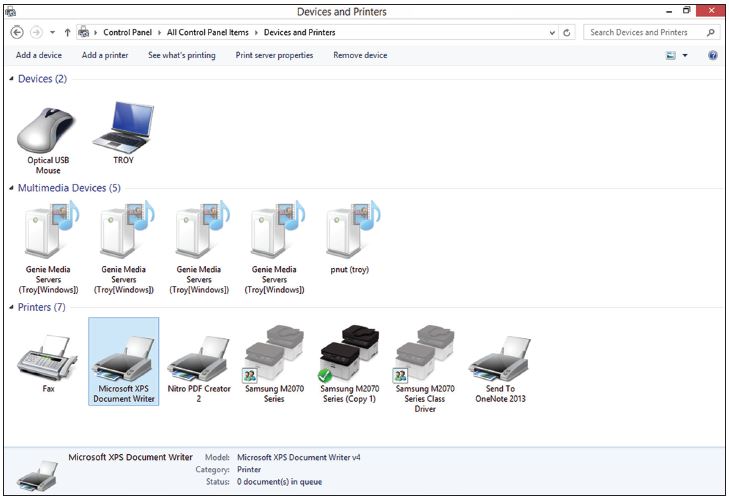 Devices and Printers
Control Panel
All Control Panel Items
Devices and Printers
Search Devices and Printers
Add a device
Add a printer
See what's printing
Print server properties
Remove device
Devices (2)
Optical USB
Mouse
TROY
Multimedia Devices (5)
Genie Media
Servers
(Troy[Windows])
Genie Media
Servers
(Troy[Windows])
Genie Media
Servers
(Troy[Windows])
Genie Media
Servers
(Troy[Windows])
pnut (troy)
Printers (7)
Fax
Microsoft XPS
Document Writer
Nitro PDF Creator
2
Samsung M2070
Series
Samsung M2070
Series (Copy 1)
Samsung M2070
Series Class
Driver
Send To
OneNote 2013
Microsoft XPS Document Writer
Model: Microsoft XPS Document Writer v4
Category: Printer
Status: 0 document(s) in queue